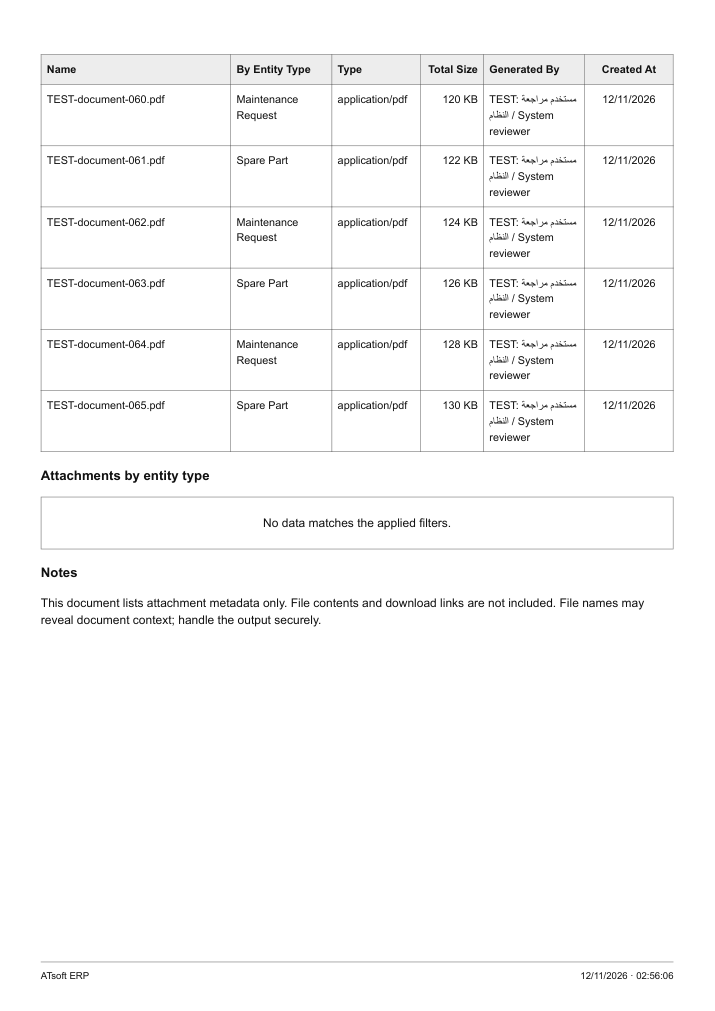 Name By Entity Type Type Total Size Generated By Created At
TEST-document-060.pdf Maintenance application/pdf 120 KB TEST: مستخدم مراجعة 12/11/2026
Request النظام / System
reviewer
TEST-document-061.pdf Spare Part application/pdf 122 KB TEST: مستخدم مراجعة 12/11/2026
النظام / System
reviewer
TEST-document-062.pdf Maintenance application/pdf 124 KB TEST: مستخدم مراجعة 12/11/2026
Request النظام / System
reviewer
TEST-document-063.pdf Spare Part application/pdf 126 KB TEST: مستخدم مراجعة 12/11/2026
النظام / System
reviewer
TEST-document-064.pdf Maintenance application/pdf 128 KB TEST: مستخدم مراجعة 12/11/2026
Request النظام / System
reviewer
TEST-document-065.pdf Spare Part application/pdf 130 KB TEST: مستخدم مراجعة 12/11/2026
النظام / System
reviewer
Attachments by entity type
No data matches the applied filters.
Notes
This document lists attachment metadata only. File contents and download links are not included. File names may
reveal document context; handle the output securely.
ATsoft ERP 12/11/2026 · 02:56:06